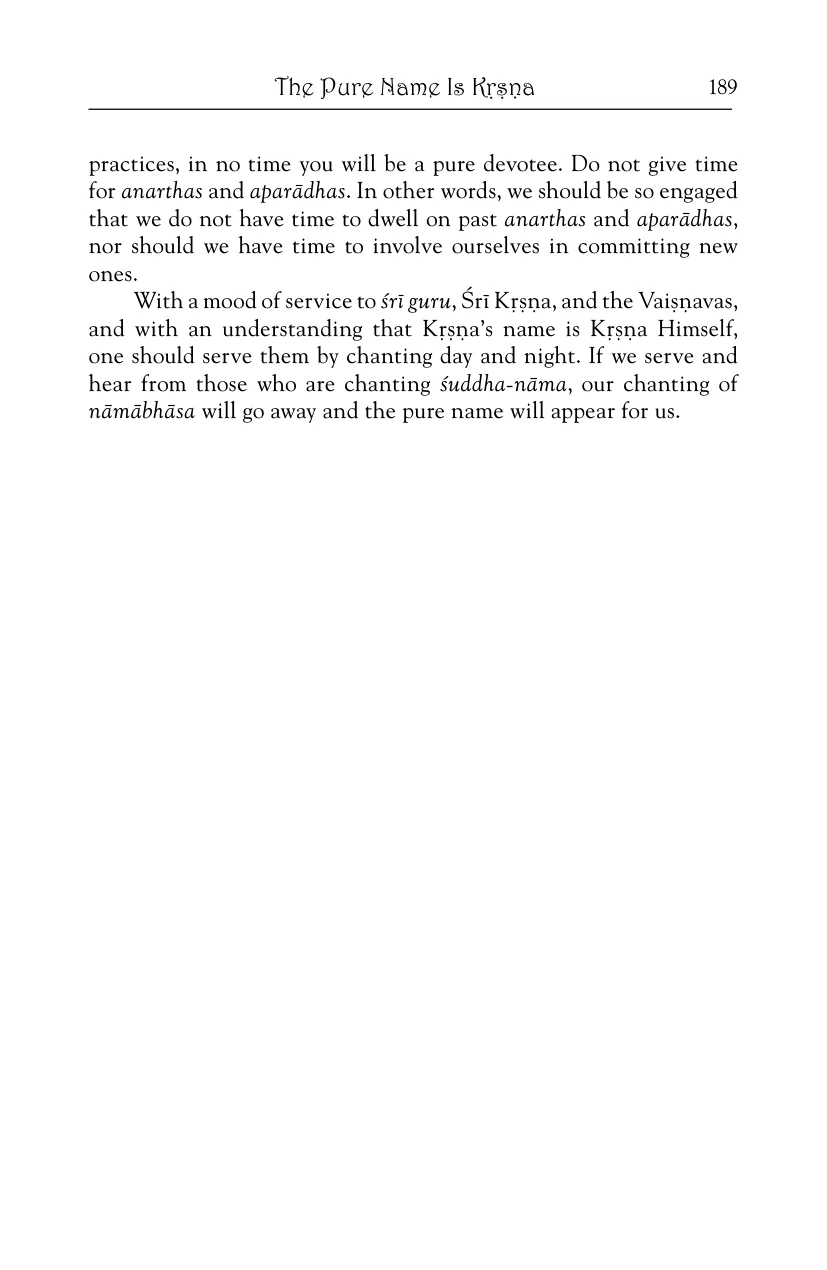 The Pure Name Is Kṛṣṇa 189
practices, in no time you will be a pure devotee. Do not give time
for anarthas and aparādhas. In other words, we should be so engaged
that we do not have time to dwell on past anarthas and aparādhas,
nor should we have time to involve ourselves in committing new
ones.
With a mood of service to śrī guru, Śrī Kṛṣṇa, and the Vaiṣṇavas,
and with an understanding that Kṛṣṇa’s name is Kṛṣṇa Himself,
one should serve them by chanting day and night. If we serve and
hear from those who are chanting śuddha-nāma, our chanting of
nāmābhāsa will go away and the pure name will appear for us.